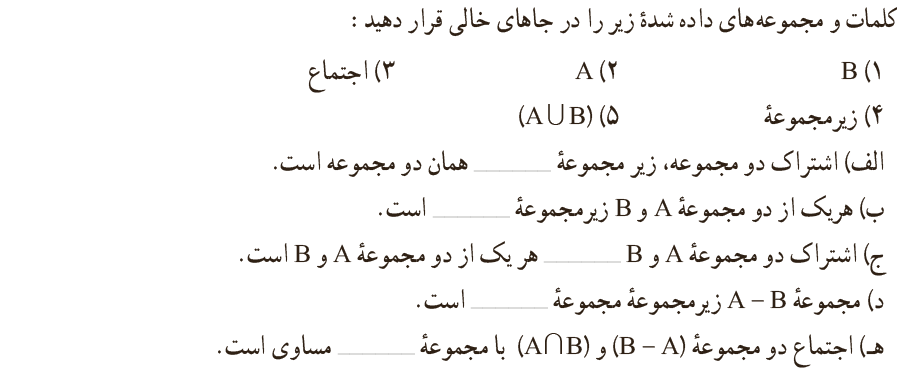 کلمات و مجموعه‌های داده شدهٔ زیر را در جاهای خالی قرار دهید :
۱) B ۲) A ۳) اجتماع
۴) زیرمجموعهٔ ۵) (A∪B)
الف) اشتراک دو مجموعه، زیر مجموعهٔ ______ همان دو مجموعه است.
ب) هریک از دو مجموعهٔ A و B زیرمجموعهٔ ______ است.
ج) اشتراک دو مجموعهٔ A و B ______ هر یک از دو مجموعهٔ A و B است.
د) مجموعهٔ A – B زیرمجموعهٔ مجموعهٔ ______ است.
هـ) اجتماع دو مجموعهٔ (B – A) و (A∩B) با مجموعهٔ ______ مساوی است.